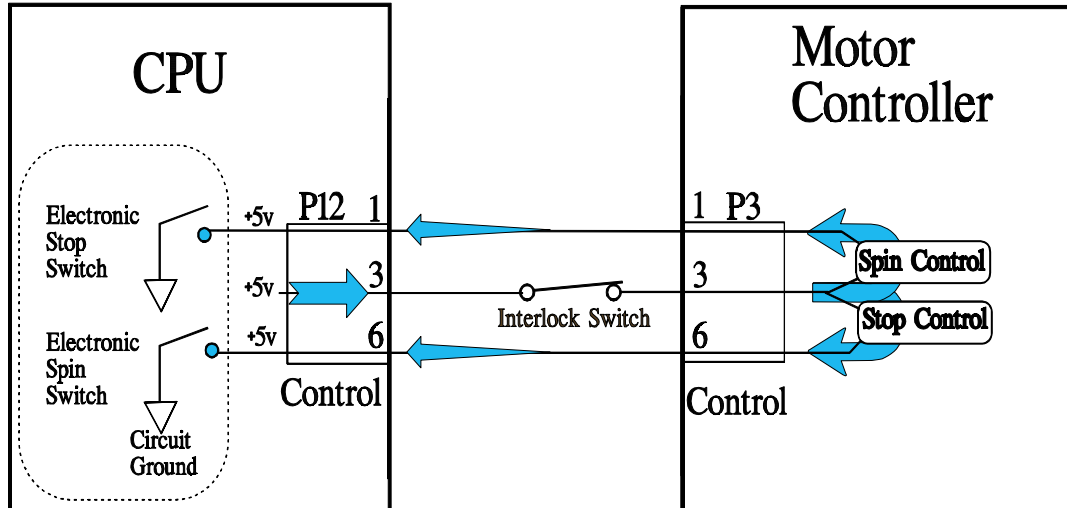 CPU
Motor
Controller
Electronic
Stop
Switch
+5v
P12
1
1
P3
+5v
3
Interlock Switch
3
Spin Control
Stop Control
Electronic
Spin
Switch
+5v
6
6
Control
Control
Circuit
Ground